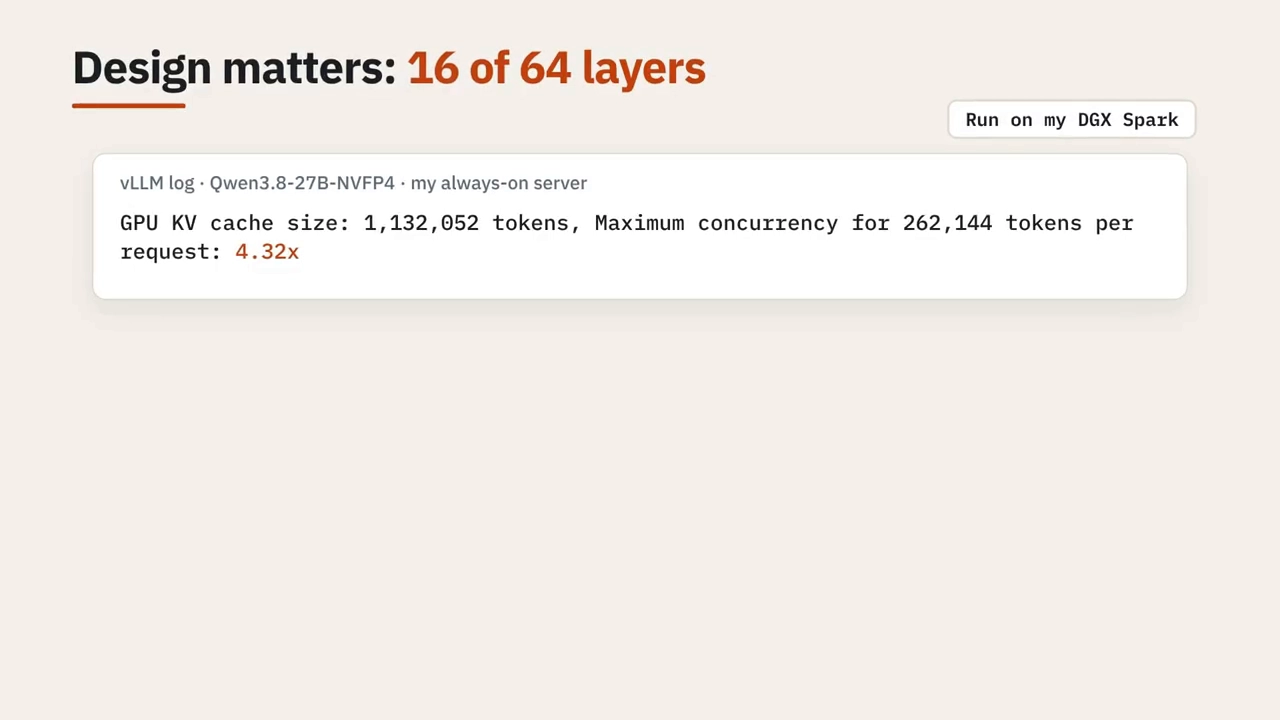 Design matters: 16 of 64 layers
Run on my DGX Spark
vLLM log · Qwen3.8-27B-NVFP4 · my always-on server
GPU KV cache size: 1,132,052 tokens, Maximum concurrency for 262,144 tokens per
request: 4.32x